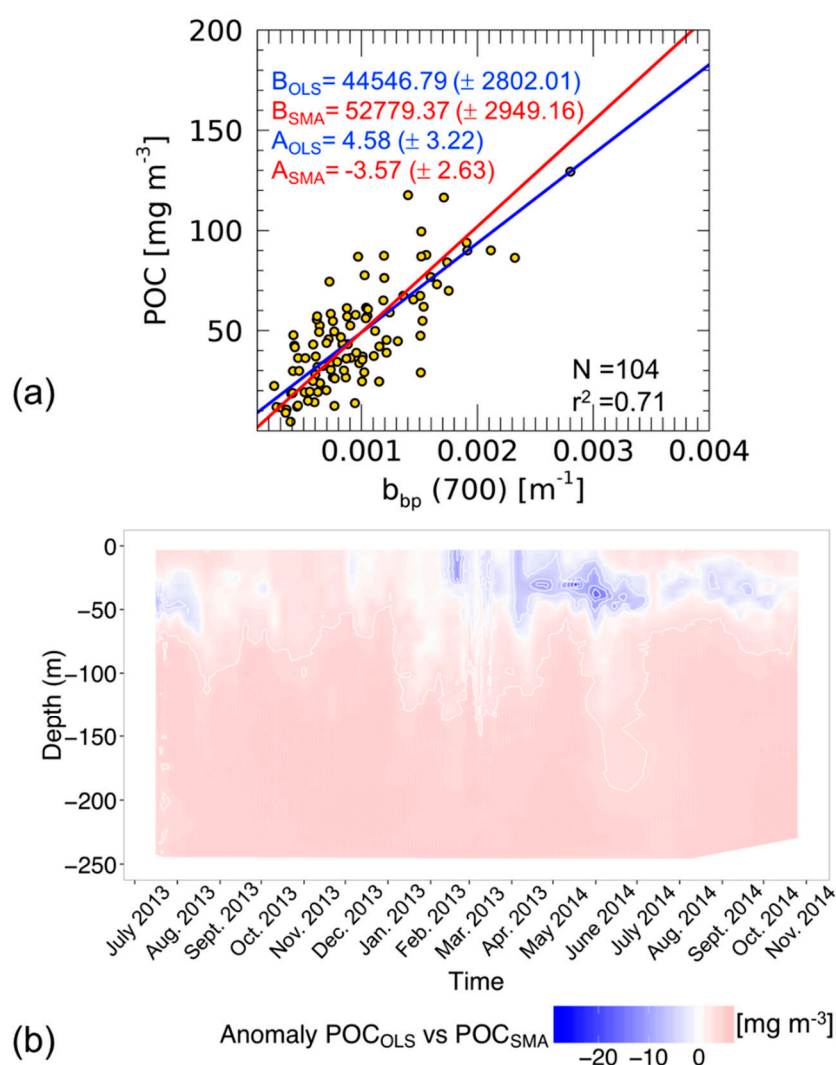 (a)
200
150
100
50
POC [mg m⁻³]
B_OLS= 44546.79 (± 2802.01)
B_SMA= 52779.37 (± 2949.16)
A_OLS= 4.58 (± 3.22)
A_SMA= -3.57 (± 2.63)
N =104
r² =0.71
0.001 0.002 0.003 0.004
b_bp (700) [m⁻¹]
0
−50
−100
−150
−200
−250
Depth (m)
July 2013 Aug. 2013 Sept. 2013 Oct 2013 Nov. 2013 Dec. 2013 Jan. 2013 Feb. 2013 Mar. 2013 Apr. 2013 May 2014 June 2014 July 2014 Aug. 2014 Sept. 2014 Oct 2014 Nov. 2014
Time
(b)
Anomaly POC_OLS vs POC_SMA [mg m⁻³]
−20 −10 0